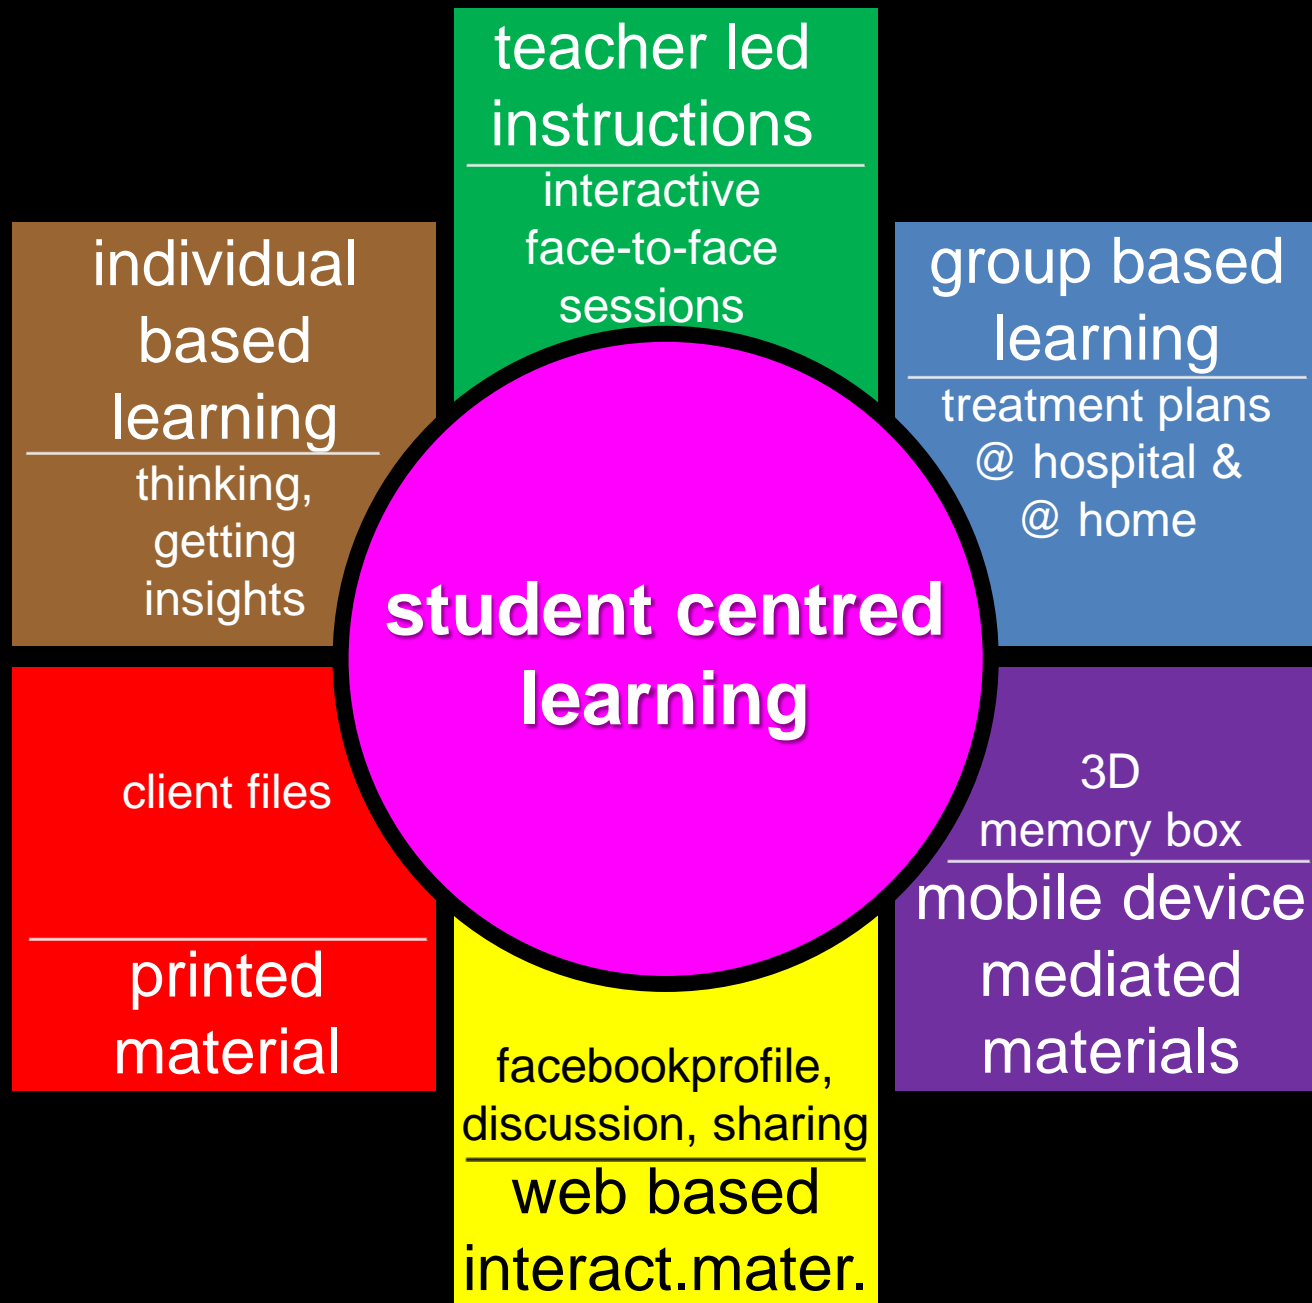 teacher led
instructions
interactive
face-to-face
sessions
individual
based
learning
thinking,
getting
insights
group based
learning
treatment plans
@ hospital &
@ home
student centred
learning
client files
printed
material
3D
memory box
mobile device
mediated
materials
facebookprofile,
discussion, sharing
web based
interact.mater.